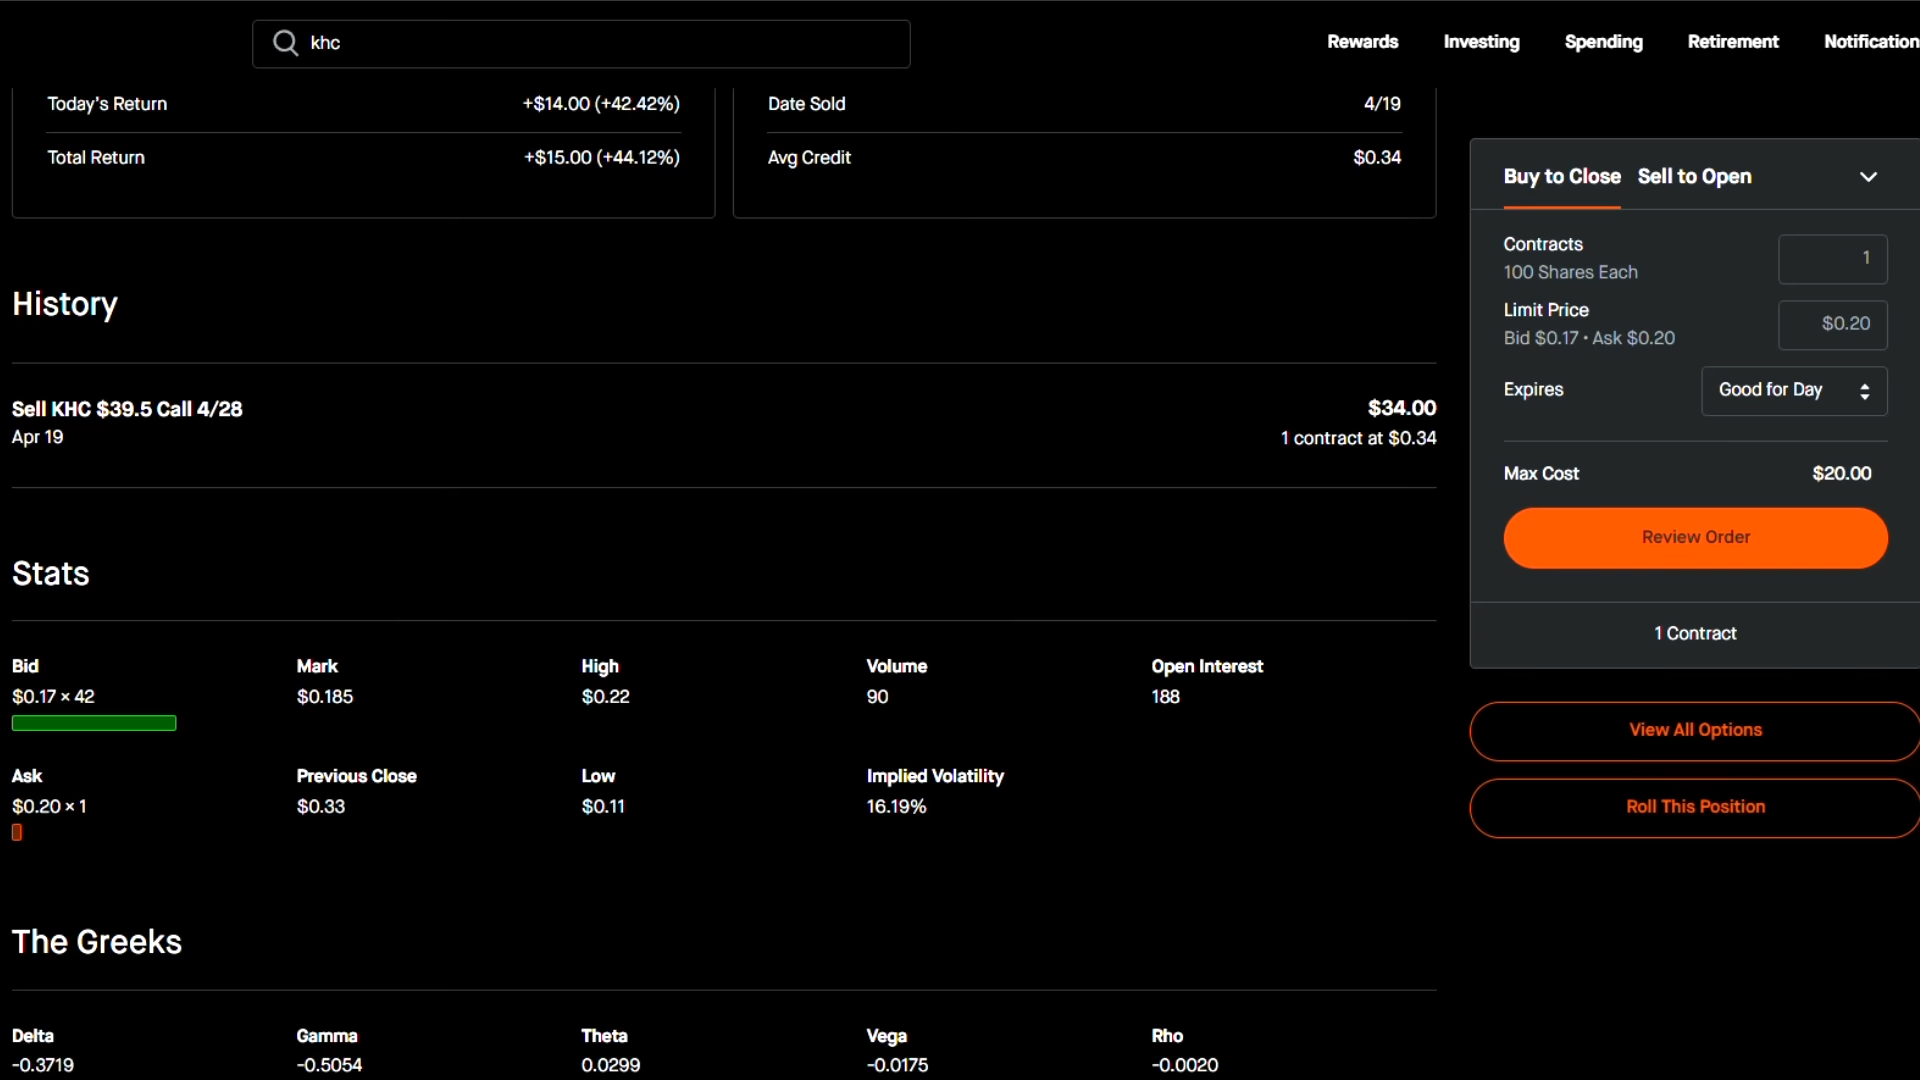 khc
Rewards Investing Spending Retirement Notification
Today's Return +$14.00 (+42.42%)
Date Sold 4/19
Total Return +$15.00 (+44.12%)
Avg Credit $0.34
Buy to Close Sell to Open
Contracts 1
100 Shares Each
Limit Price $0.20
Bid $0.17 • Ask $0.20
Expires Good for Day
Max Cost $20.00
Review Order
1 Contract
View All Options
Roll This Position
History
Sell KHC $39.5 Call 4/28 $34.00
Apr 19 1 contract at $0.34
Stats
Bid Mark High Volume Open Interest
$0.17 × 42 $0.185 $0.22 90 188
Ask Previous Close Low Implied Volatility
$0.20 × 1 $0.33 $0.11 16.19%
The Greeks
Delta Gamma Theta Vega Rho
-0.3719 -0.5054 0.0299 -0.0175 -0.0020